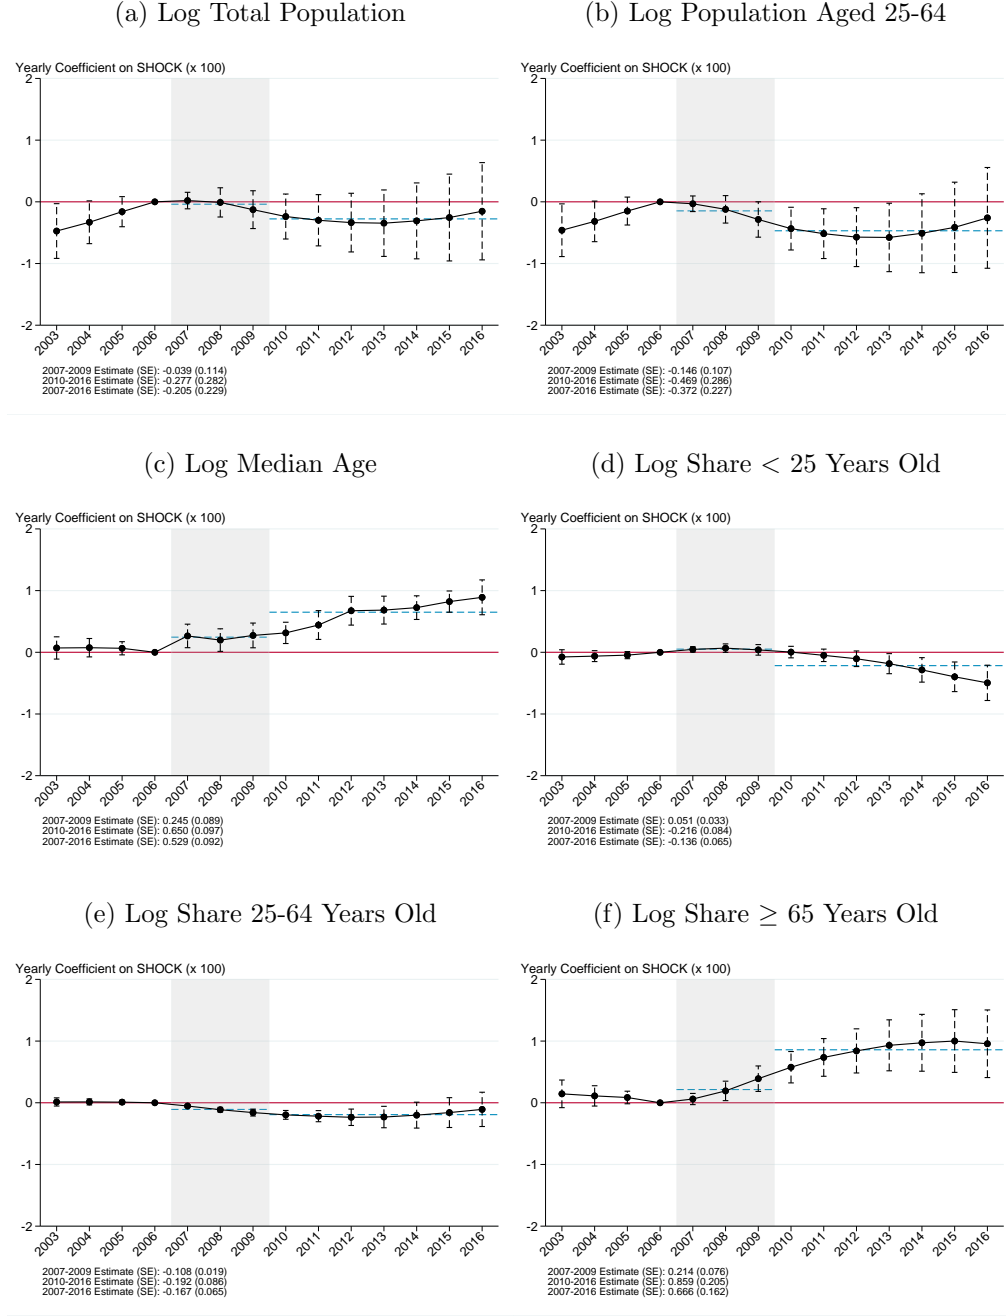 (a) Log Total Population
Yearly Coefficient on SHOCK (x 100)
2
1
0
-1
-2
2003 2004 2005 2006 2007 2008 2009 2010 2011 2012 2013 2014 2015 2016
2007-2009 Estimate (SE): -0.039 (0.114)
2010-2016 Estimate (SE): -0.277 (0.282)
2007-2016 Estimate (SE): -0.205 (0.229)
(b) Log Population Aged 25-64
Yearly Coefficient on SHOCK (x 100)
2
1
0
-1
-2
2003 2004 2005 2006 2007 2008 2009 2010 2011 2012 2013 2014 2015 2016
2007-2009 Estimate (SE): -0.146 (0.107)
2010-2016 Estimate (SE): -0.469 (0.286)
2007-2016 Estimate (SE): -0.372 (0.227)
(c) Log Median Age
Yearly Coefficient on SHOCK (x 100)
2
1
0
-1
-2
2003 2004 2005 2006 2007 2008 2009 2010 2011 2012 2013 2014 2015 2016
2007-2009 Estimate (SE): 0.245 (0.089)
2010-2016 Estimate (SE): 0.650 (0.097)
2007-2016 Estimate (SE): 0.529 (0.092)
(d) Log Share < 25 Years Old
Yearly Coefficient on SHOCK (x 100)
2
1
0
-1
-2
2003 2004 2005 2006 2007 2008 2009 2010 2011 2012 2013 2014 2015 2016
2007-2009 Estimate (SE): 0.051 (0.033)
2010-2016 Estimate (SE): -0.216 (0.084)
2007-2016 Estimate (SE): -0.136 (0.065)
(e) Log Share 25-64 Years Old
Yearly Coefficient on SHOCK (x 100)
2
1
0
-1
-2
2003 2004 2005 2006 2007 2008 2009 2010 2011 2012 2013 2014 2015 2016
2007-2009 Estimate (SE): -0.108 (0.019)
2010-2016 Estimate (SE): -0.192 (0.086)
2007-2016 Estimate (SE): -0.167 (0.065)
(f) Log Share ≥ 65 Years Old
Yearly Coefficient on SHOCK (x 100)
2
1
0
-1
-2
2003 2004 2005 2006 2007 2008 2009 2010 2011 2012 2013 2014 2015 2016
2007-2009 Estimate (SE): 0.214 (0.076)
2010-2016 Estimate (SE): 0.859 (0.205)
2007-2016 Estimate (SE): 0.666 (0.162)